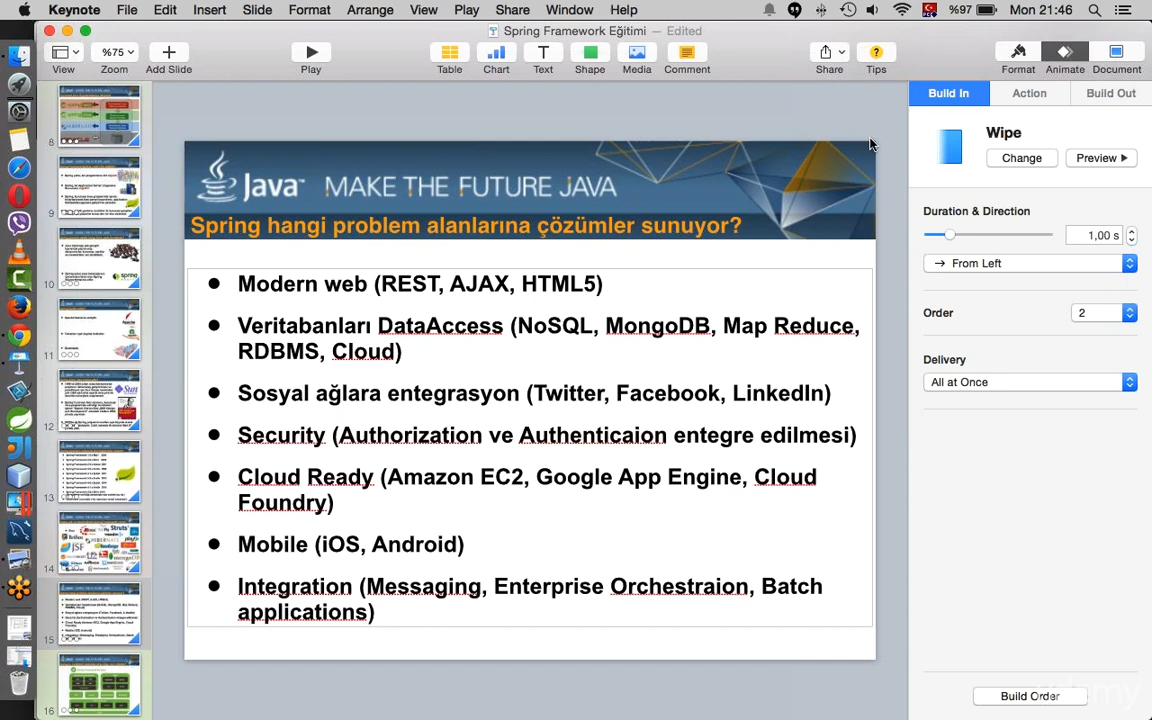 Keynote File Edit Insert Slide Format Arrange View Play Share Window Help %97 Mon 21:46
Spring Framework Eğitimi — Edited
%75
View Zoom Add Slide Play Table Chart Text Shape Media Comment Share Tips Format Animate Document
Build In Action Build Out
Wipe
Change Preview
Duration & Direction
1,00 s
From Left
Order 2
Delivery
All at Once
Build Order
udemy
8
9
10
11
12
13
14
15
16
Java MAKE THE FUTURE JAVA
Spring hangi problem alanlarına çözümler sunuyor?
● Modern web (REST, AJAX, HTML5)
● Veritabanları DataAccess (NoSQL, MongoDB, Map Reduce,
RDBMS, Cloud)
● Sosyal ağlara entegrasyon (Twitter, Facebook, LinkedIn)
● Security (Authorization ve Authenticaion entegre edilmesi)
● Cloud Ready (Amazon EC2, Google App Engine, Cloud
Foundry)
● Mobile (iOS, Android)
● Integration (Messaging, Enterprise Orchestraion, Batch
applications)